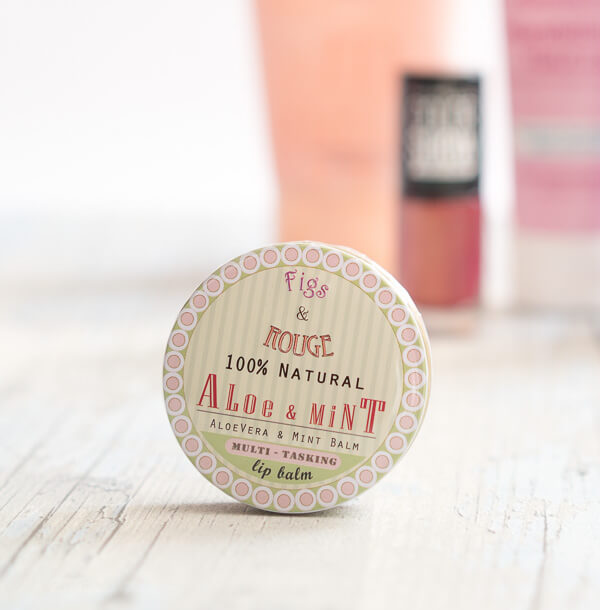 Figs
&
ROUGE
100% NATURAL
ALOE & MiNT
ALOEVERA & MINT BALM
MULTI - TASKING
lip balm